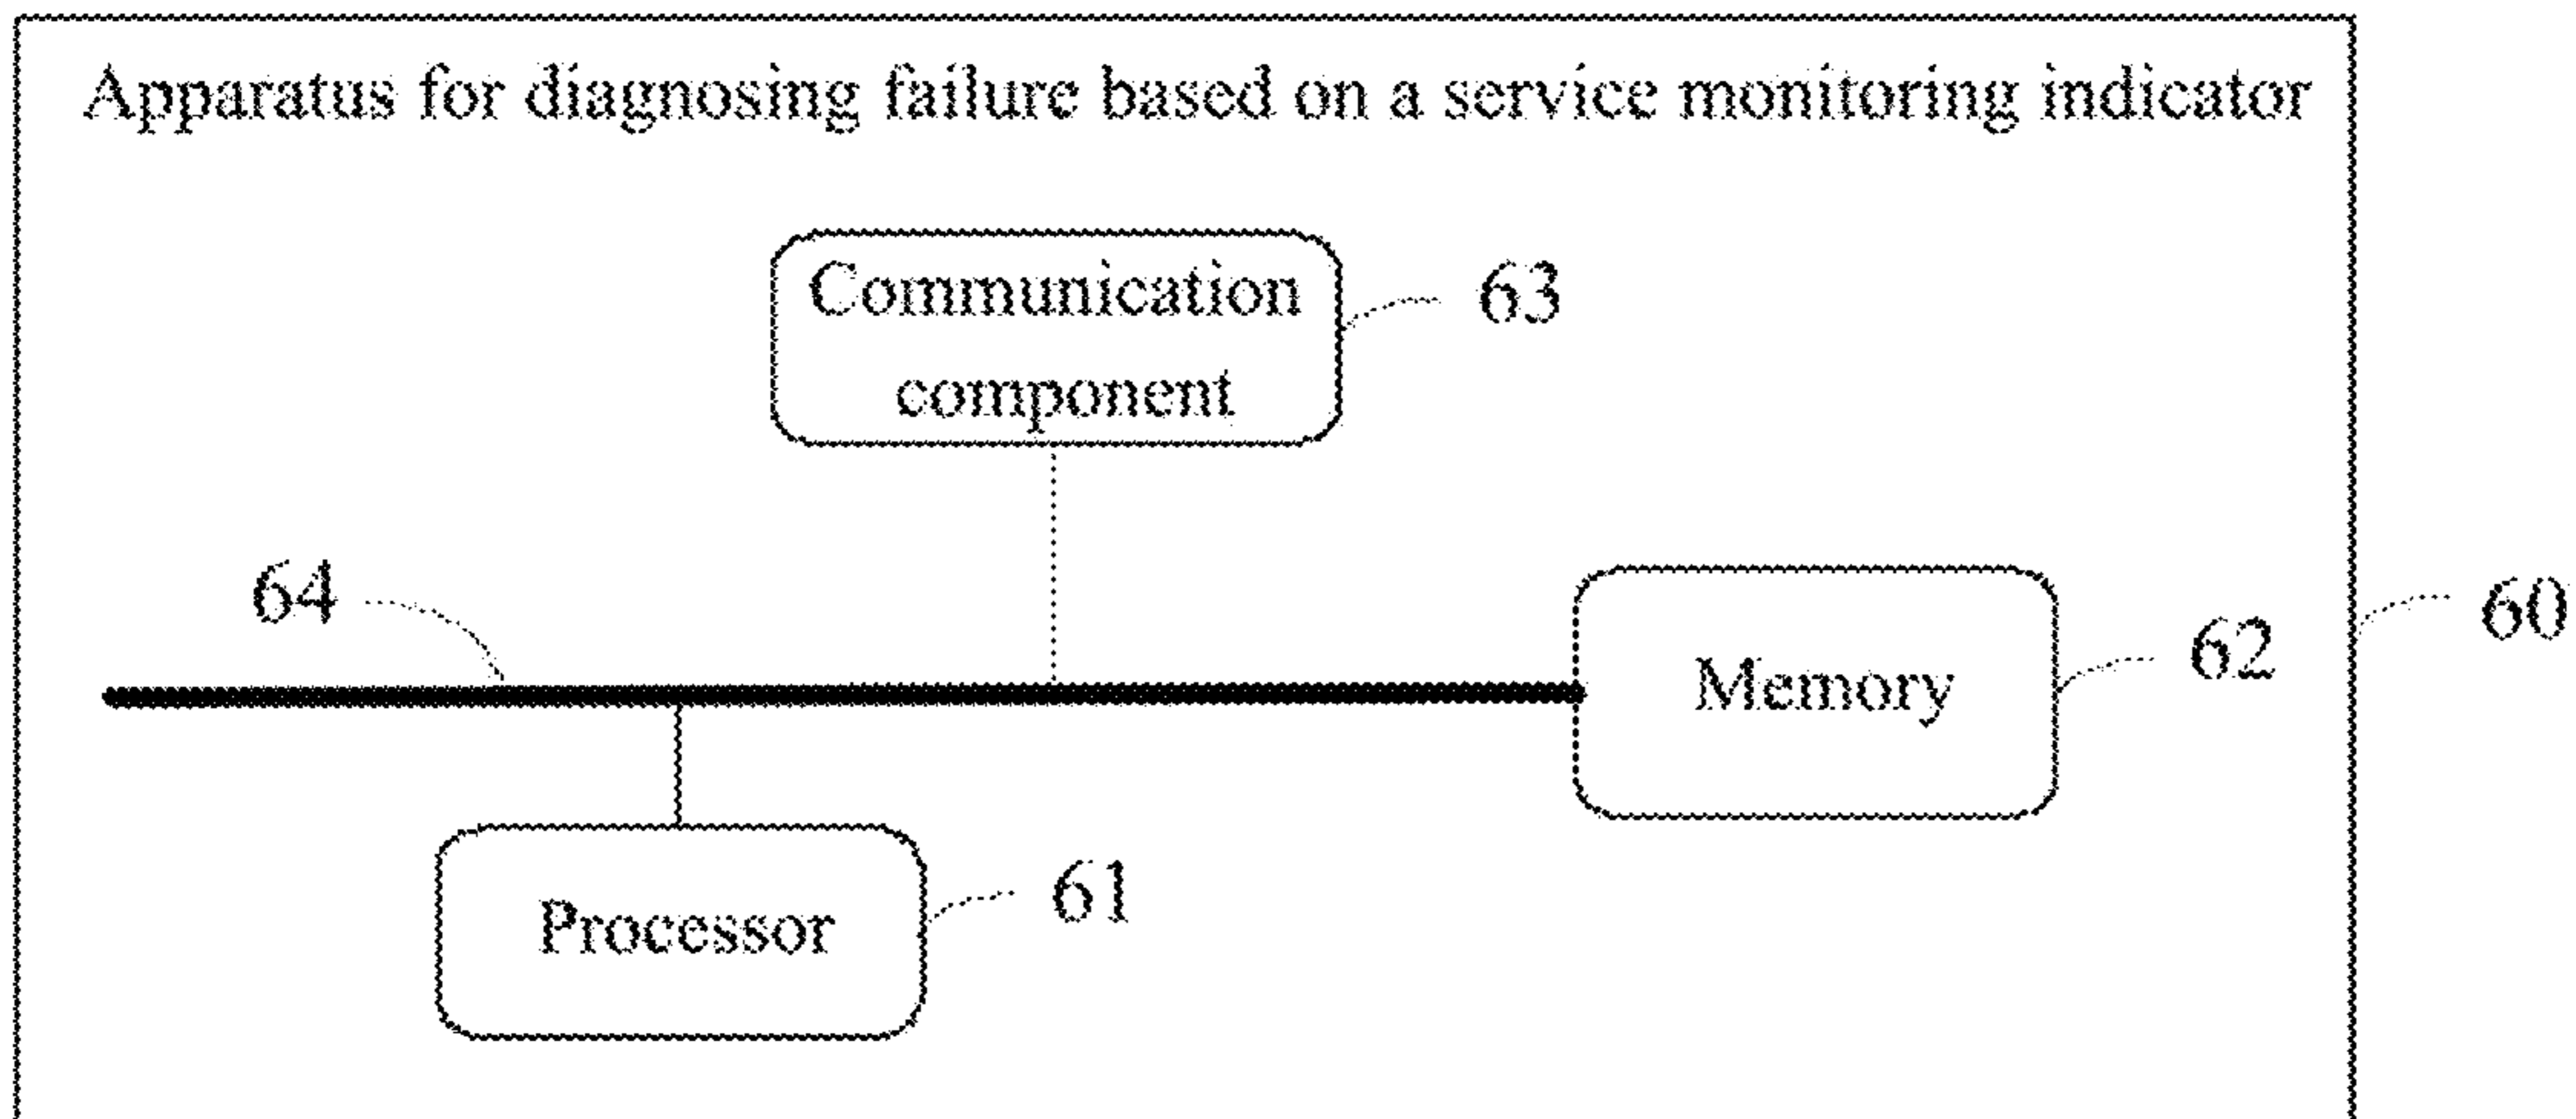 Apparatus for diagnosing failure based on a service monitoring indicator
Communication
component
63
64
60
62
Memory
61
Processor